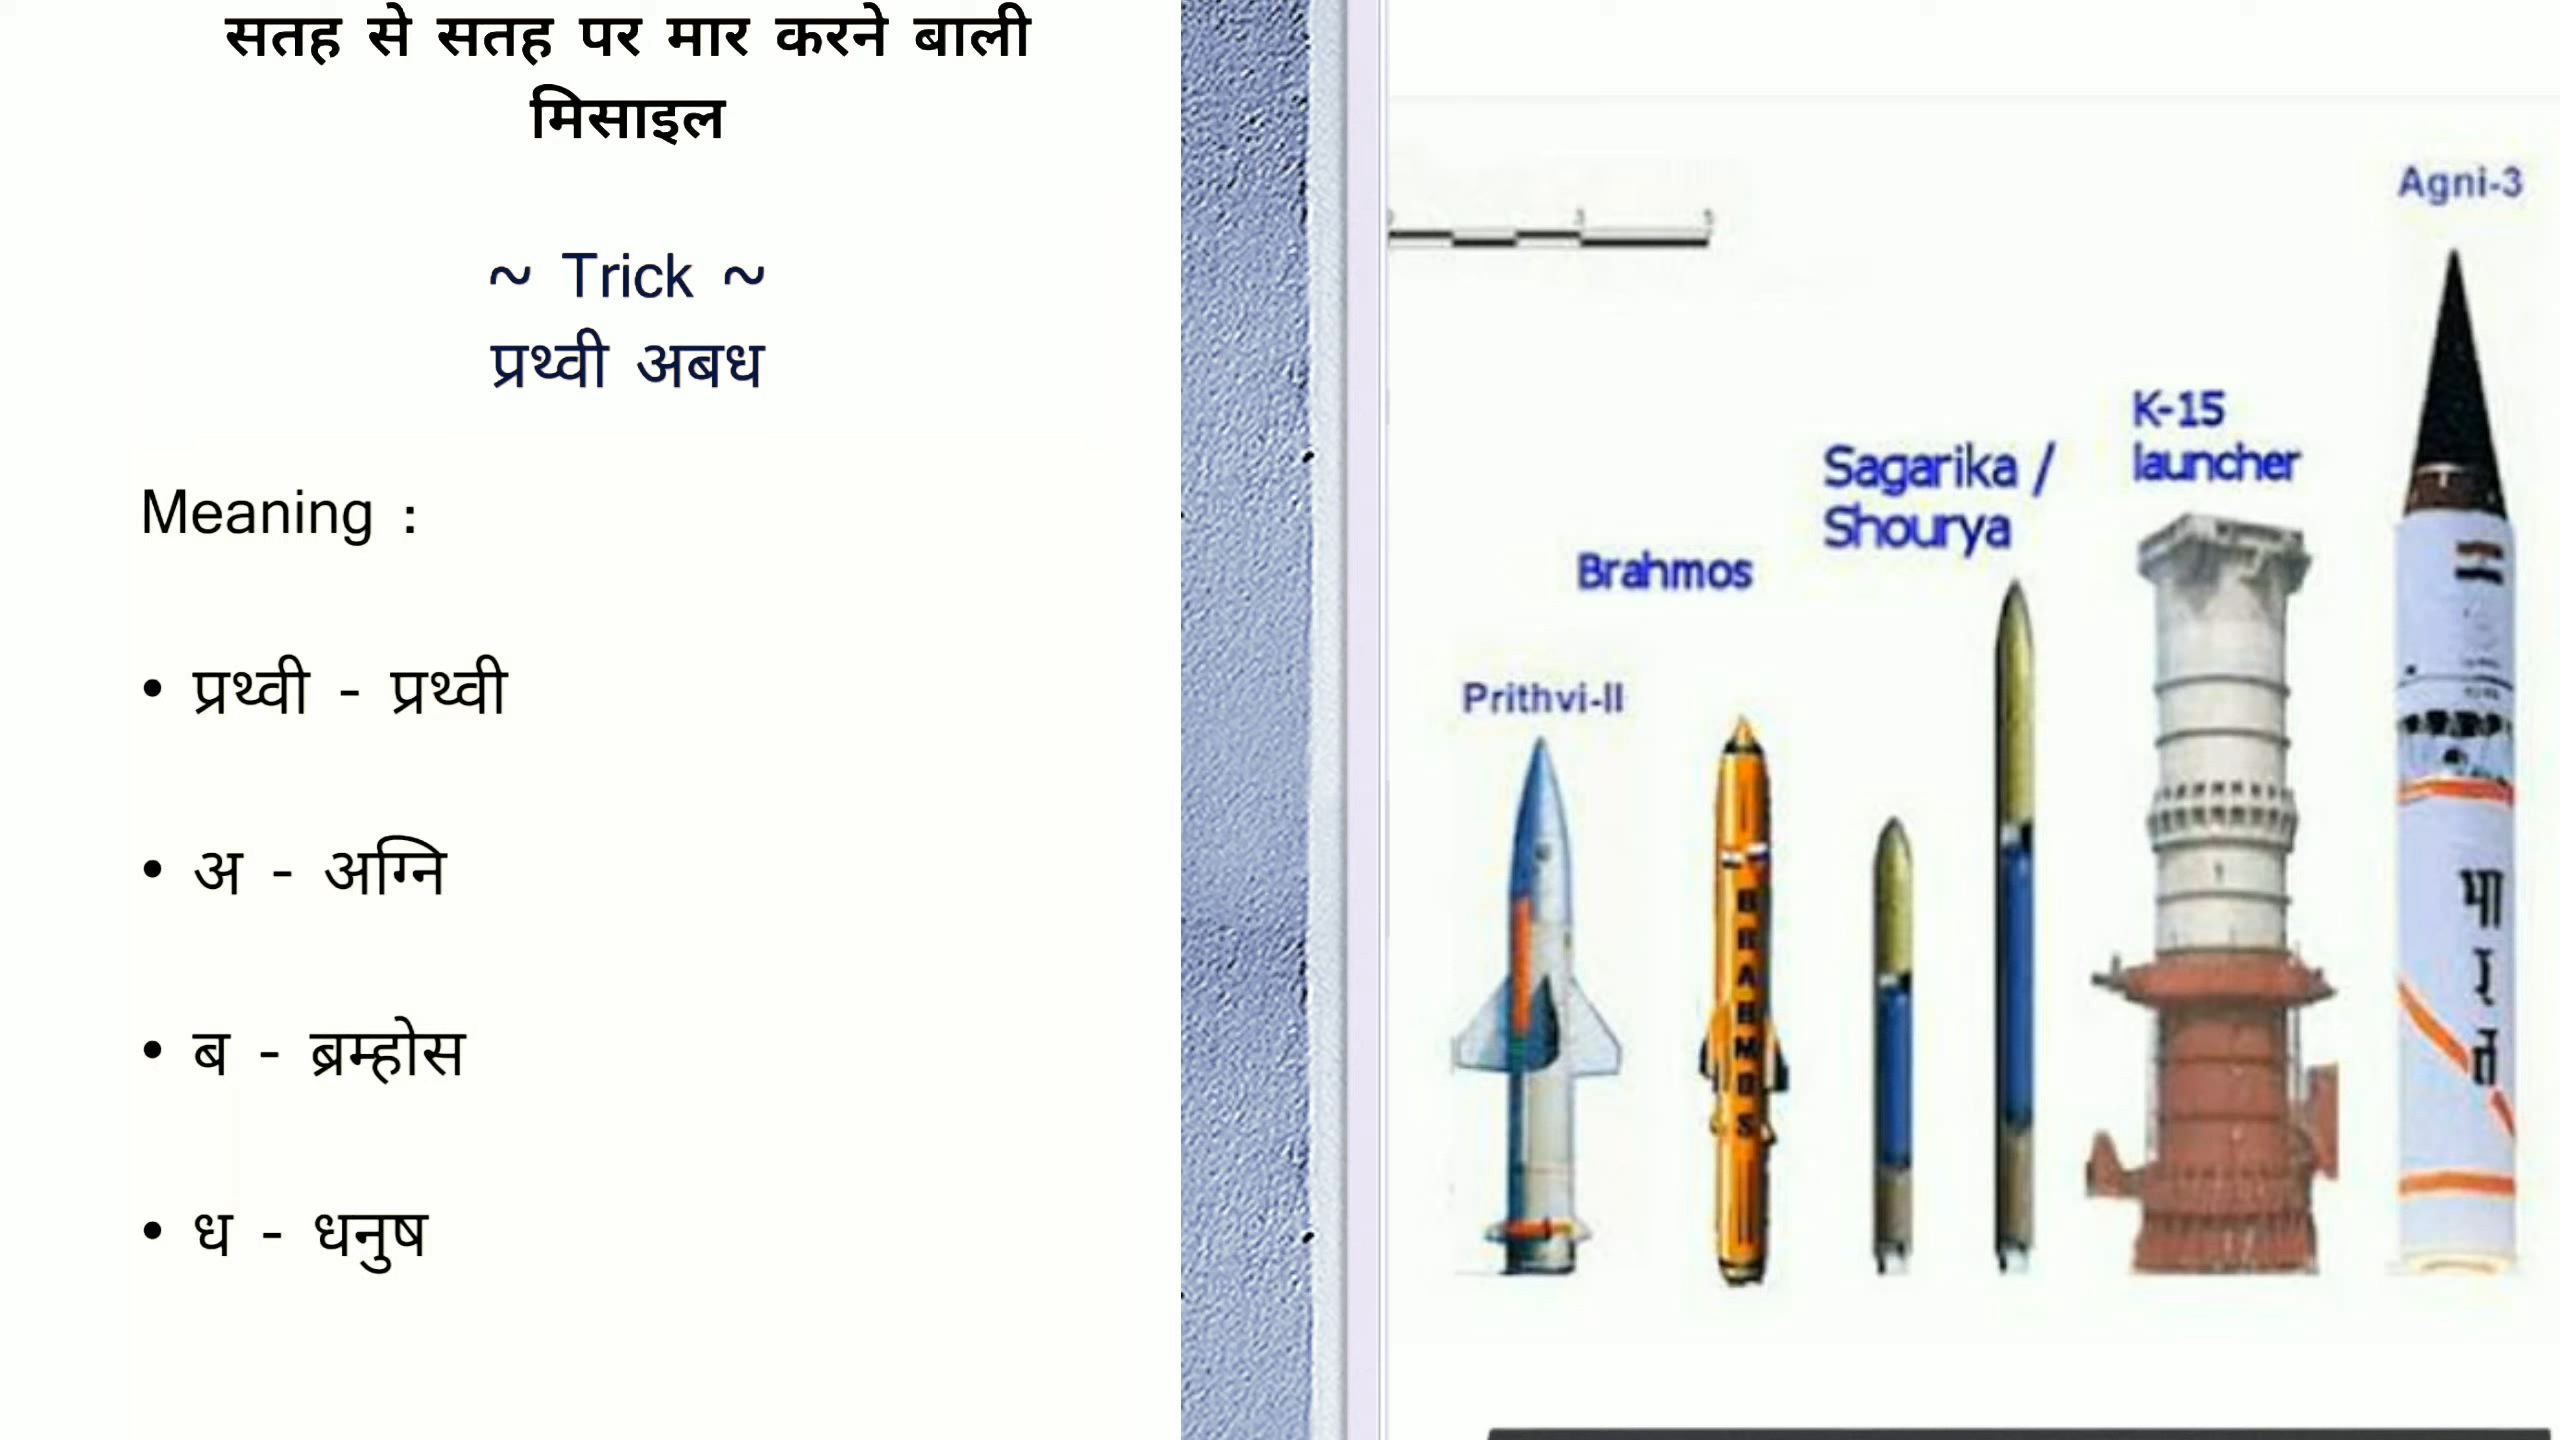 सतह से सतह पर मार करने बाली
मिसाइल
~ Trick ~
प्रथ्वी अबध
Meaning :
• प्रथ्वी - प्रथ्वी
• अ - अग्नि
• ब - ब्रम्होस
• ध - धनुष
Agni-3
K-15
launcher
Sagarika /
Shourya
Brahmos
Prithvi-II
BRAHMOS
भारत